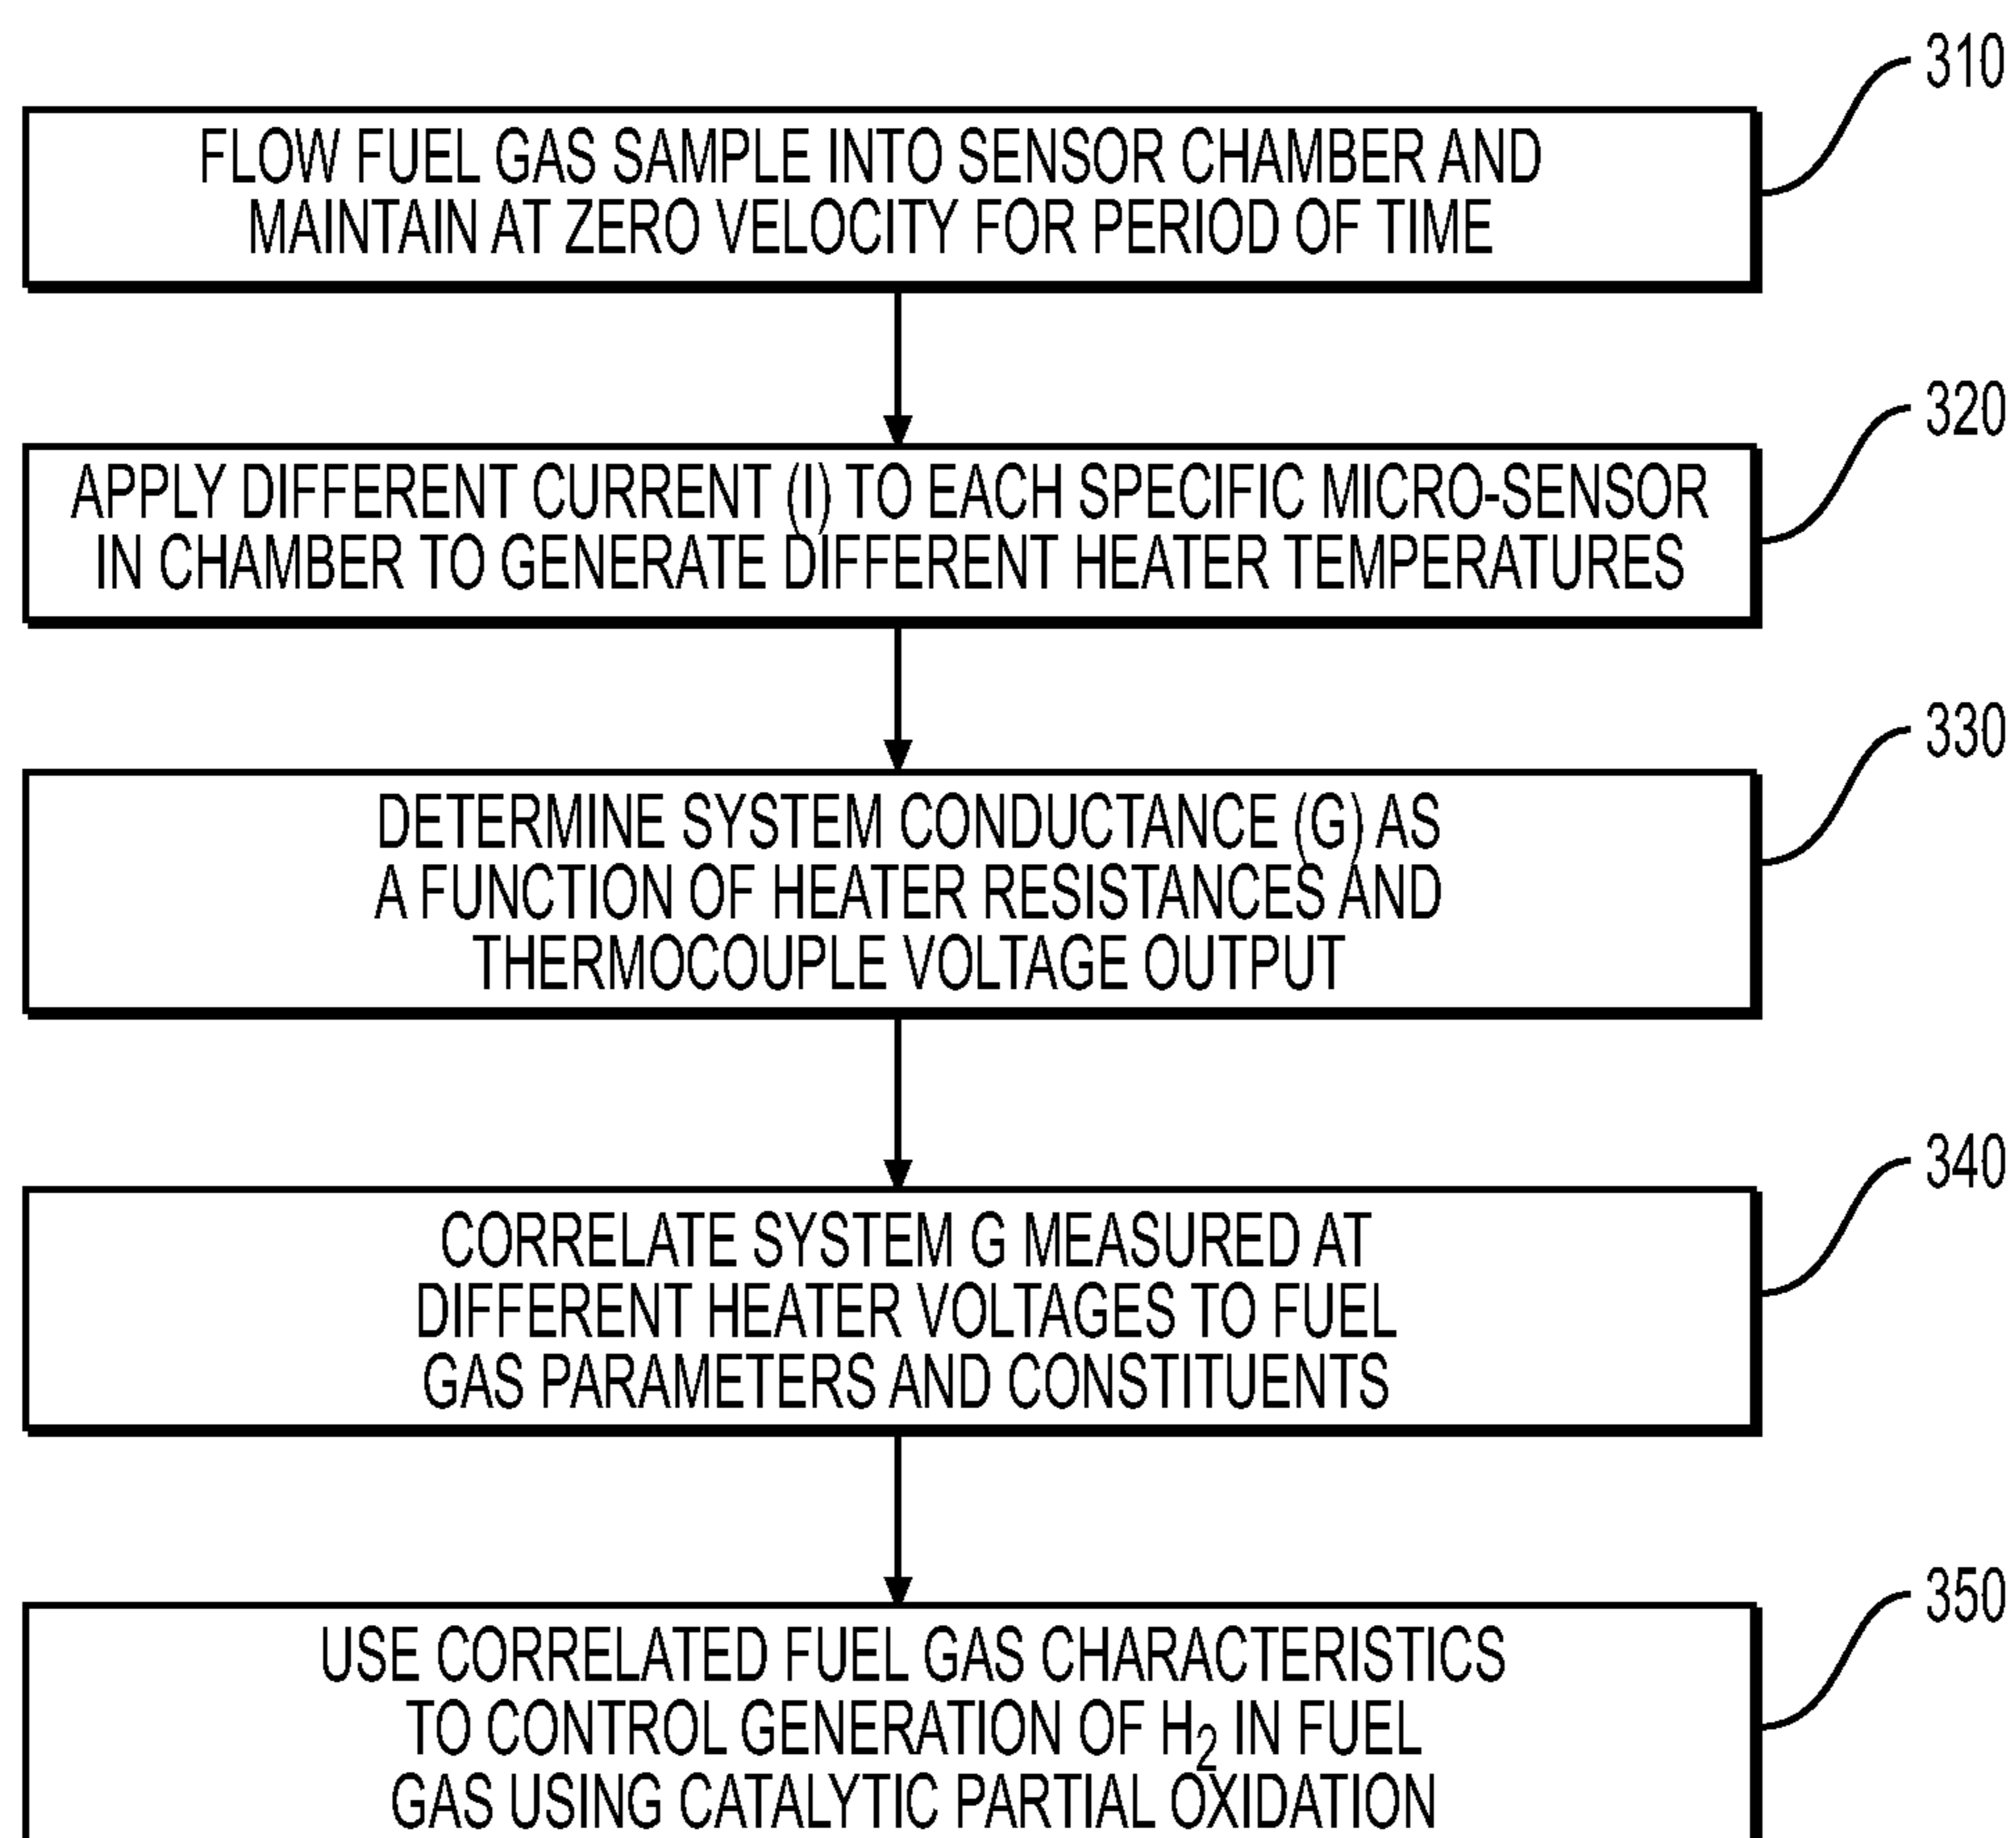 310
FLOW FUEL GAS SAMPLE INTO SENSOR CHAMBER AND
MAINTAIN AT ZERO VELOCITY FOR PERIOD OF TIME
320
APPLY DIFFERENT CURRENT (I) TO EACH SPECIFIC MICRO-SENSOR
IN CHAMBER TO GENERATE DIFFERENT HEATER TEMPERATURES
330
DETERMINE SYSTEM CONDUCTANCE (G) AS
A FUNCTION OF HEATER RESISTANCES AND
THERMOCOUPLE VOLTAGE OUTPUT
340
CORRELATE SYSTEM G MEASURED AT
DIFFERENT HEATER VOLTAGES TO FUEL
GAS PARAMETERS AND CONSTITUENTS
350
USE CORRELATED FUEL GAS CHARACTERISTICS
TO CONTROL GENERATION OF H₂ IN FUEL
GAS USING CATALYTIC PARTIAL OXIDATION